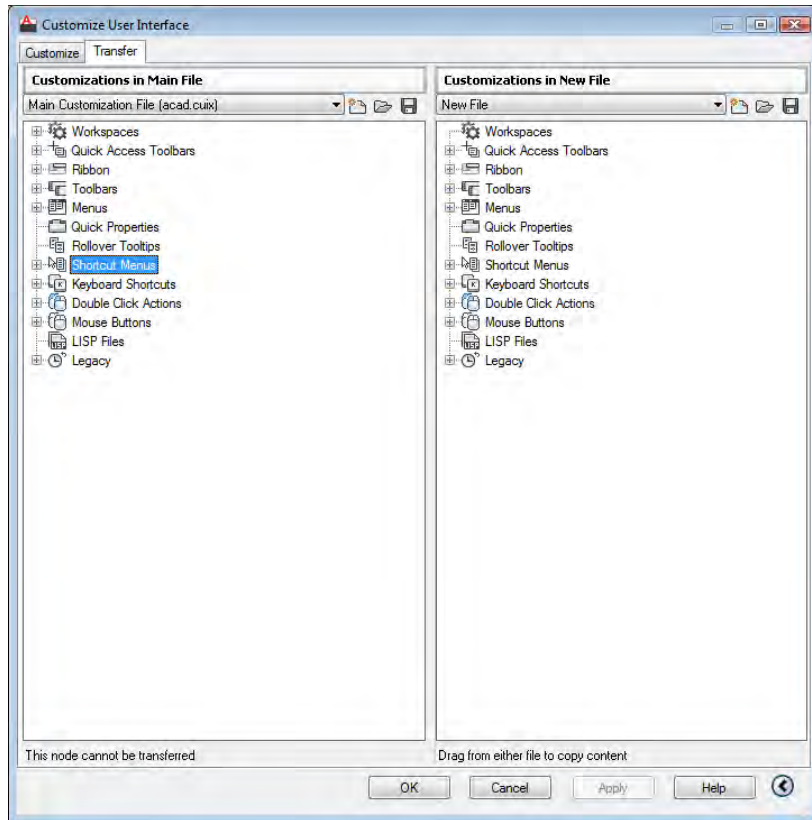 Customize User Interface
Customize Transfer
Customizations in Main File
Main Customization File (acad.cuix)
Workspaces
Quick Access Toolbars
Ribbon
Toolbars
Menus
Quick Properties
Rollover Tooltips
Shortcut Menus
Keyboard Shortcuts
Double Click Actions
Mouse Buttons
LISP Files
Legacy
This node cannot be transferred
Customizations in New File
New File
Workspaces
Quick Access Toolbars
Ribbon
Toolbars
Menus
Quick Properties
Rollover Tooltips
Shortcut Menus
Keyboard Shortcuts
Double Click Actions
Mouse Buttons
LISP Files
Legacy
Drag from either file to copy content
OK Cancel Apply Help